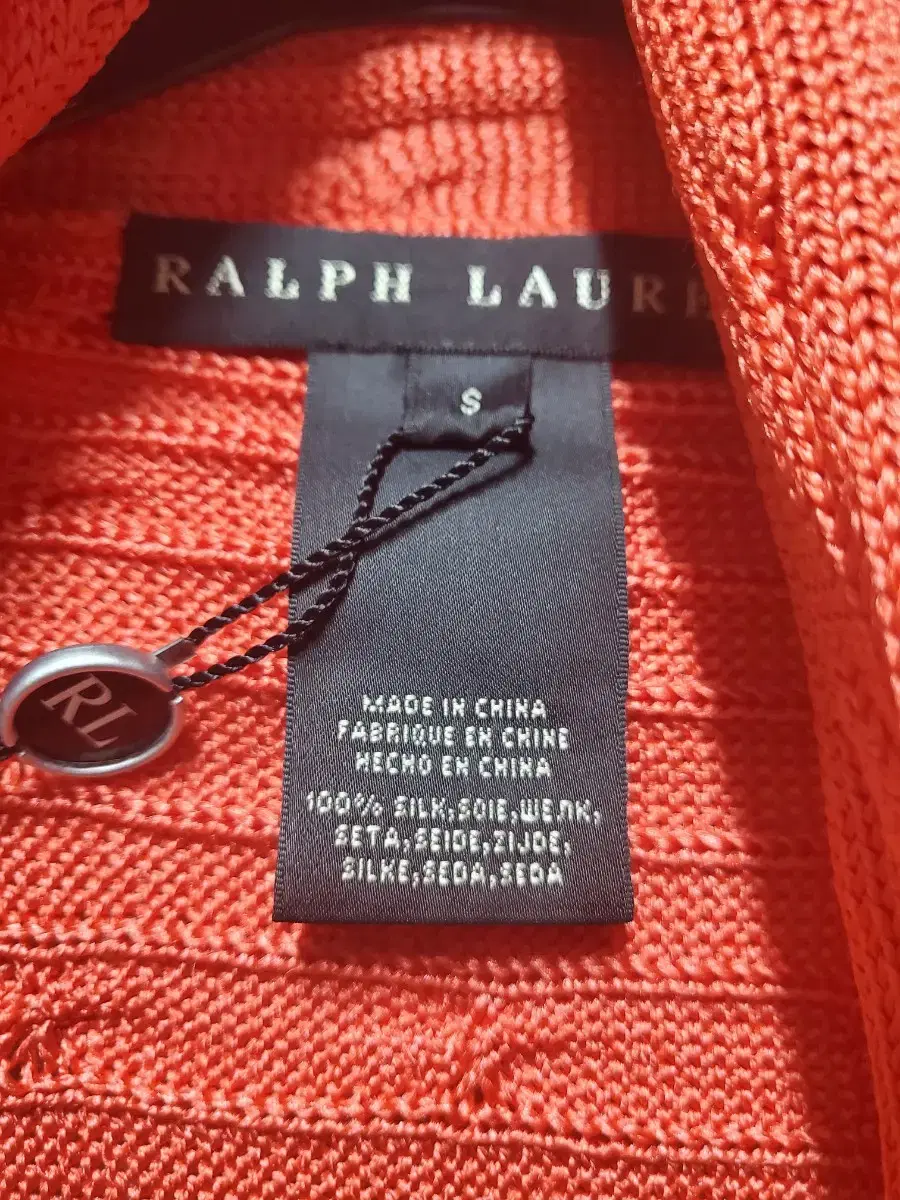 RALPH LAURE
S
RL
MADE IN CHINA
FABRIQUE EN CHINE
HECHO EN CHINA
100% SILK,SOIE,ШЕЛК,
SETA,SEIDE,ZIJDE,
SILKE,SEDA,SEDA